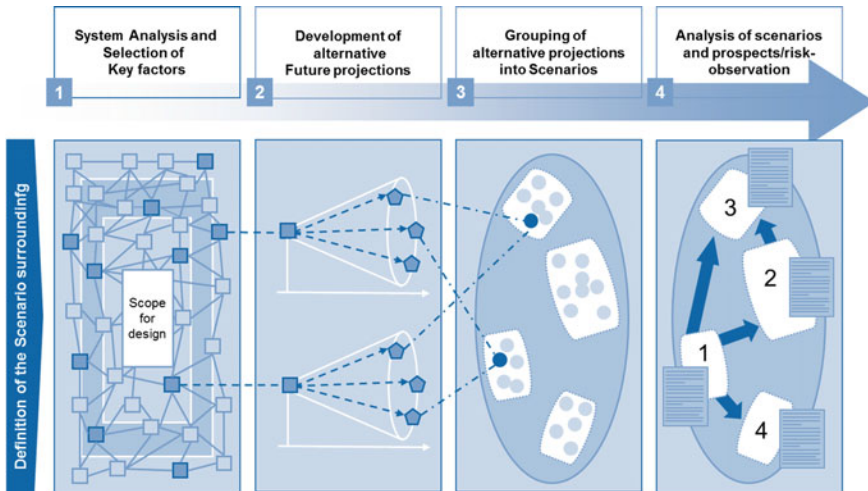 System Analysis and
Selection of
Key factors
1
Development of
alternative
Future projections
2
Grouping of
alternative projections
into Scenarios
3
Analysis of scenarios
and prospects/risk-
observation
4
Definition of the Scenario surroundinfg
Scope
for
design
3
2
1
4